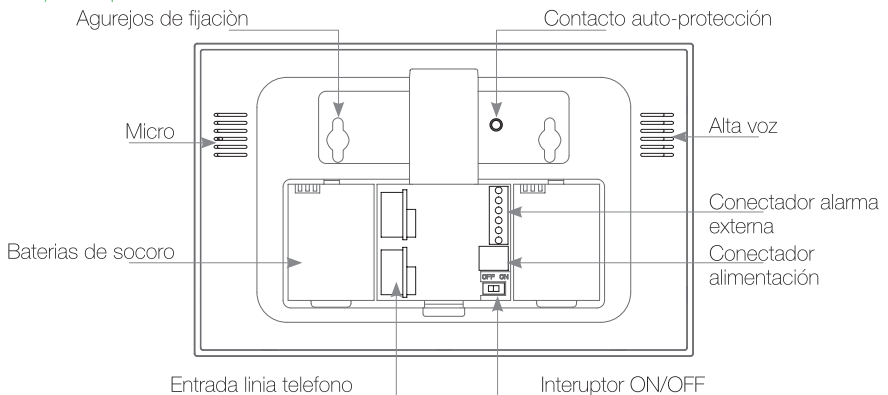 Agurejos de fijaciòn
Contacto auto-protección
Micro
Alta voz
Conectador alarma
externa
Baterias de socoro
Conectador
alimentación
OFF ON
Entrada linia telefono
Interuptor ON/OFF